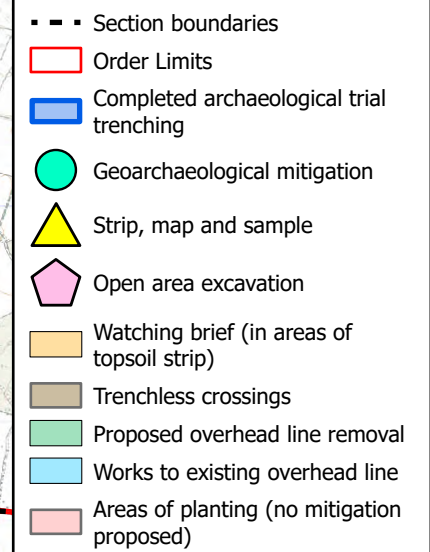 Section boundaries
Order Limits
Completed archaeological trial
trenching
Geoarchaeological mitigation
Strip, map and sample
Open area excavation
Watching brief (in areas of
topsoil strip)
Trenchless crossings
Proposed overhead line removal
Works to existing overhead line
Areas of planting (no mitigation
proposed)